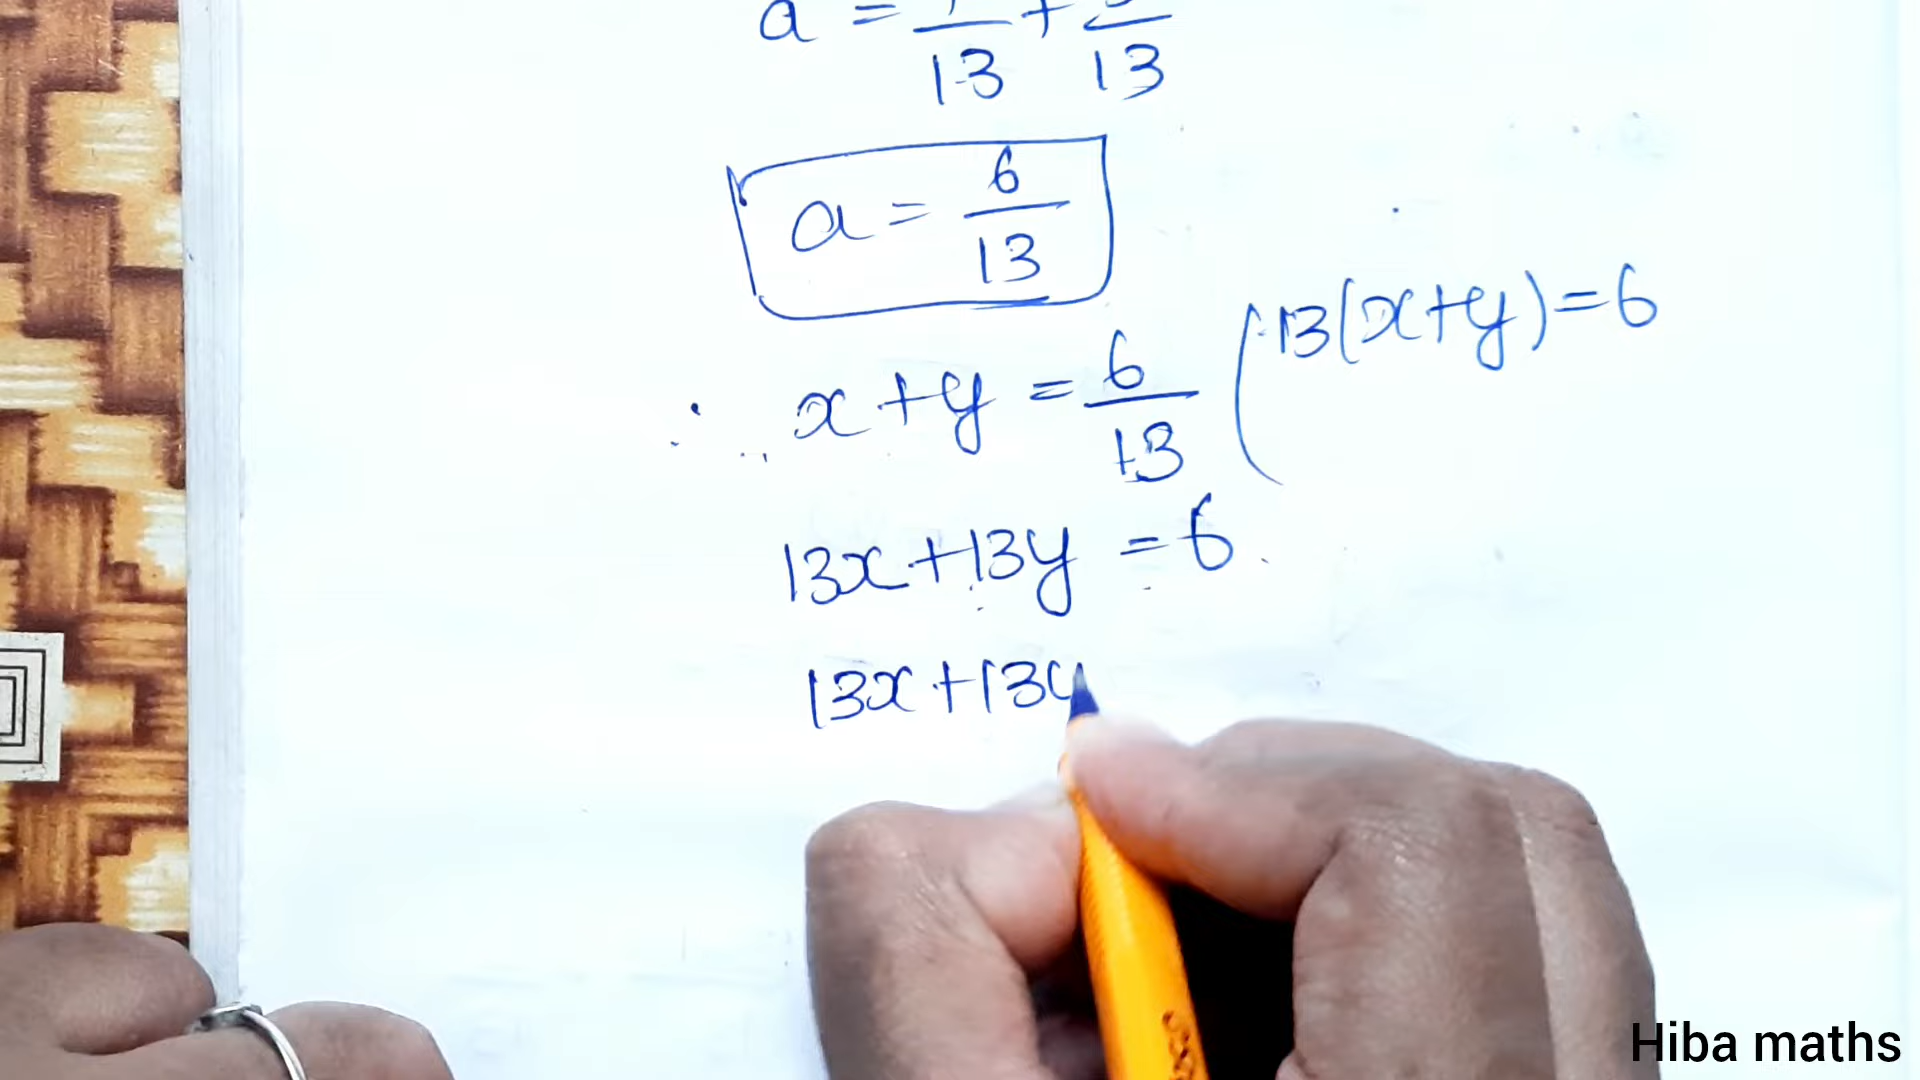 a = /13 + /13
a = 6/13
∴ x + y = 6/13 (13(x+y) = 6
13x + 13y = 6
13x + 13y
Hiba maths